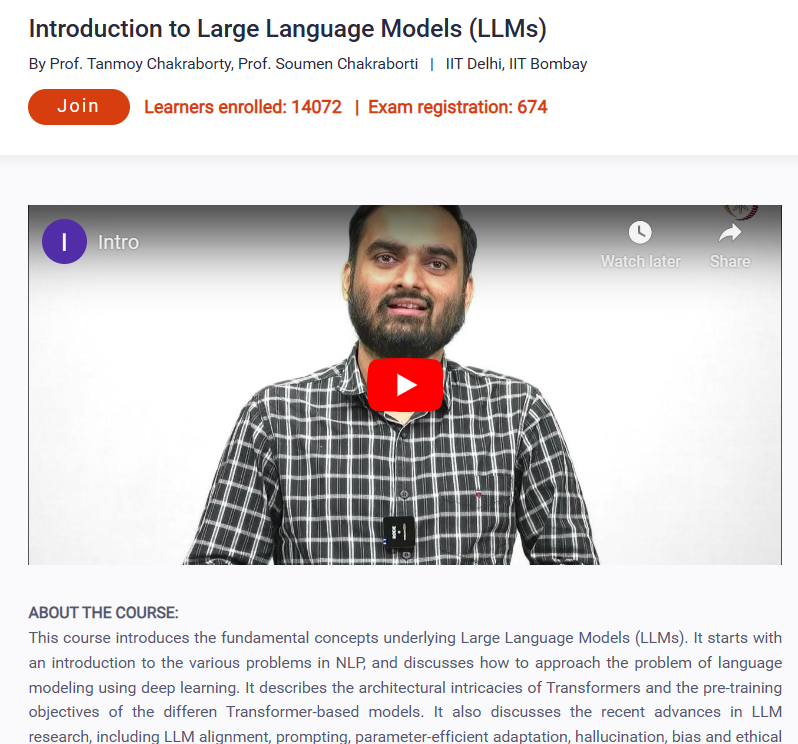 Introduction to Large Language Models (LLMs)
By Prof. Tanmoy Chakraborty, Prof. Soumen Chakraborti | IIT Delhi, IIT Bombay
Join
Learners enrolled: 14072 | Exam registration: 674
I
Intro
Watch later
Share
ABOUT THE COURSE:
This course introduces the fundamental concepts underlying Large Language Models (LLMs). It starts with
an introduction to the various problems in NLP, and discusses how to approach the problem of language
modeling using deep learning. It describes the architectural intricacies of Transformers and the pre-training
objectives of the differen Transformer-based models. It also discusses the recent advances in LLM
research, including LLM alignment, prompting, parameter-efficient adaptation, hallucination, bias and ethical